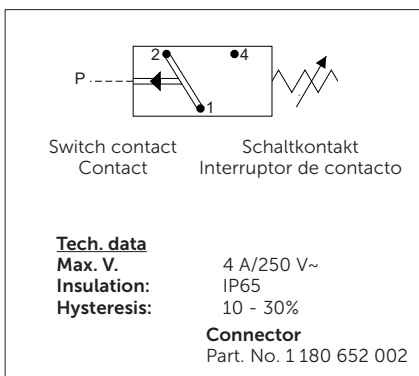 2 4
P
1
Switch contact Schaltkontakt
Contact Interruptor de contacto
Tech. data
Max. V. 4 A/250 V~
Insulation: IP65
Hysteresis: 10 - 30%
Connector
Part. No. 1 180 652 002